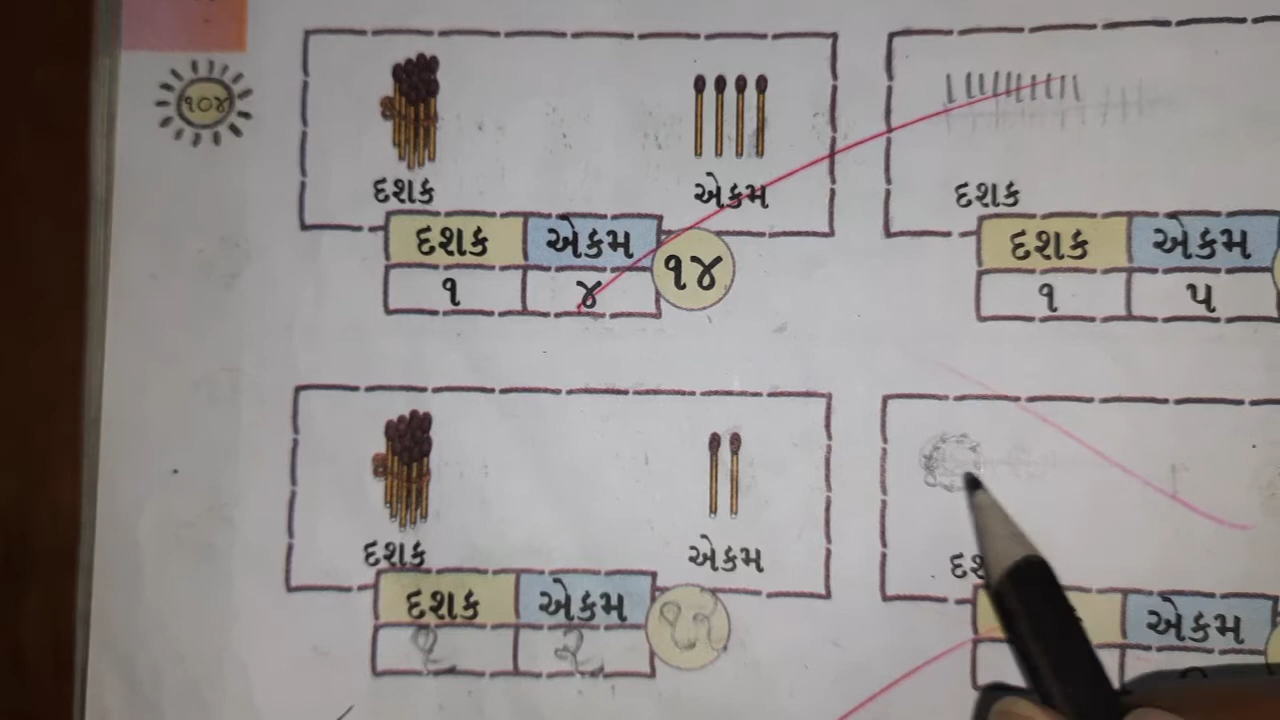 ૧૦૪
દશક એકમ
દશક એકમ
૧ ૪ ૧૪
દશક
દશક એકમ
૧ ૫
દશક એકમ
દશક એકમ
૧ ૨ ૧૨
એકમ